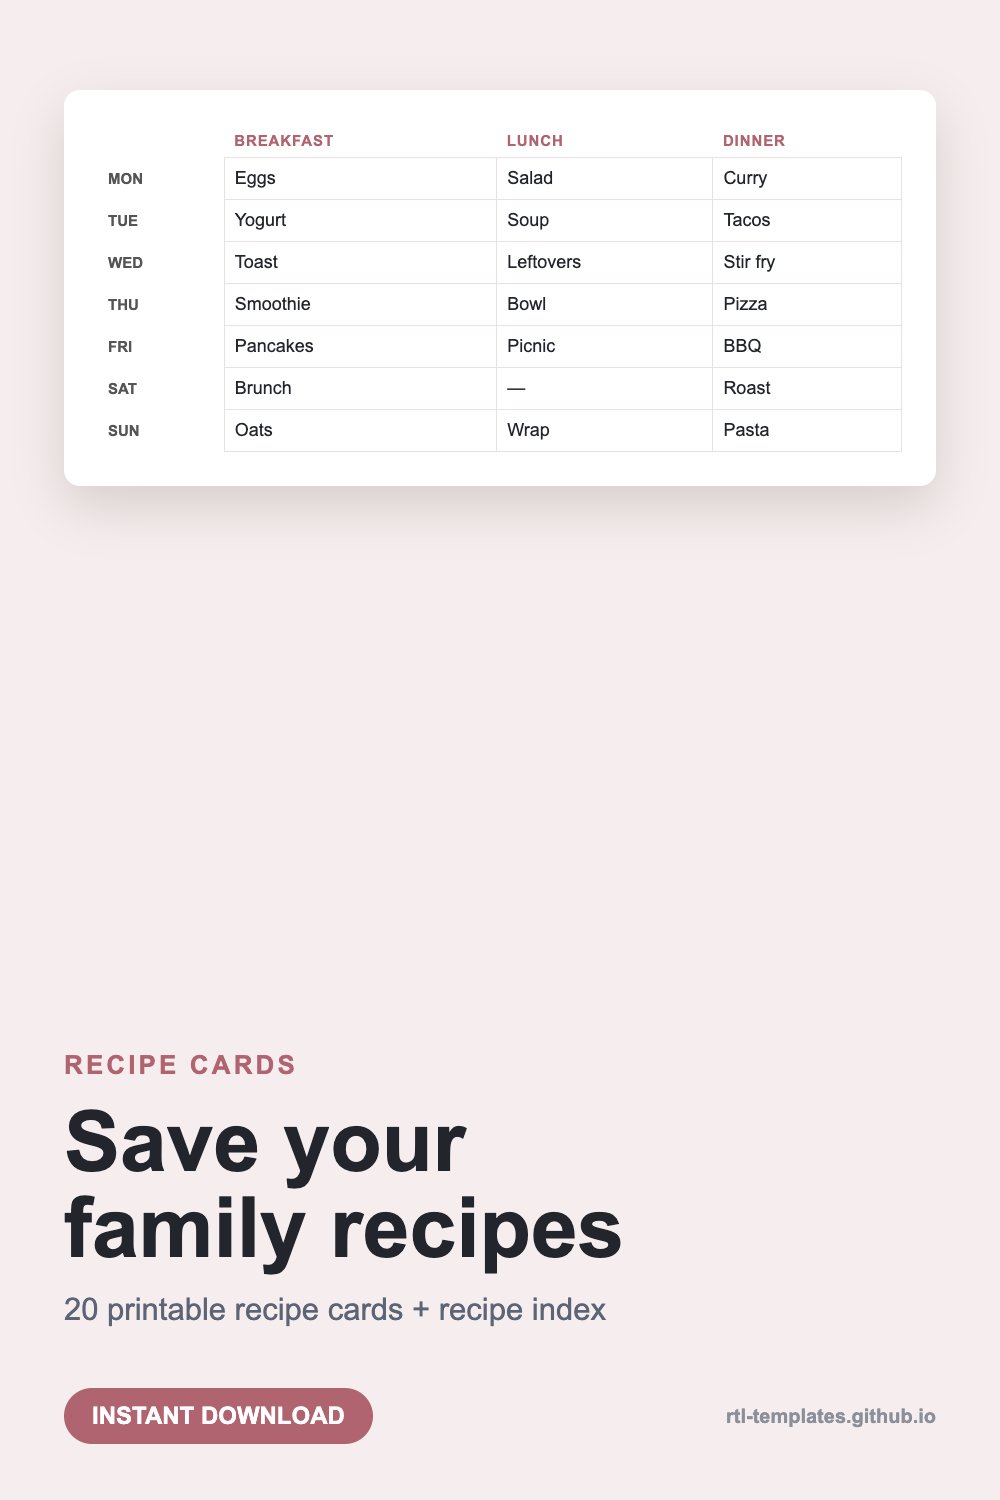 BREAKFAST LUNCH DINNER
MON Eggs Salad Curry
TUE Yogurt Soup Tacos
WED Toast Leftovers Stir fry
THU Smoothie Bowl Pizza
FRI Pancakes Picnic BBQ
SAT Brunch — Roast
SUN Oats Wrap Pasta
RECIPE CARDS
Save your
family recipes
20 printable recipe cards + recipe index
INSTANT DOWNLOAD
rtl-templates.github.io